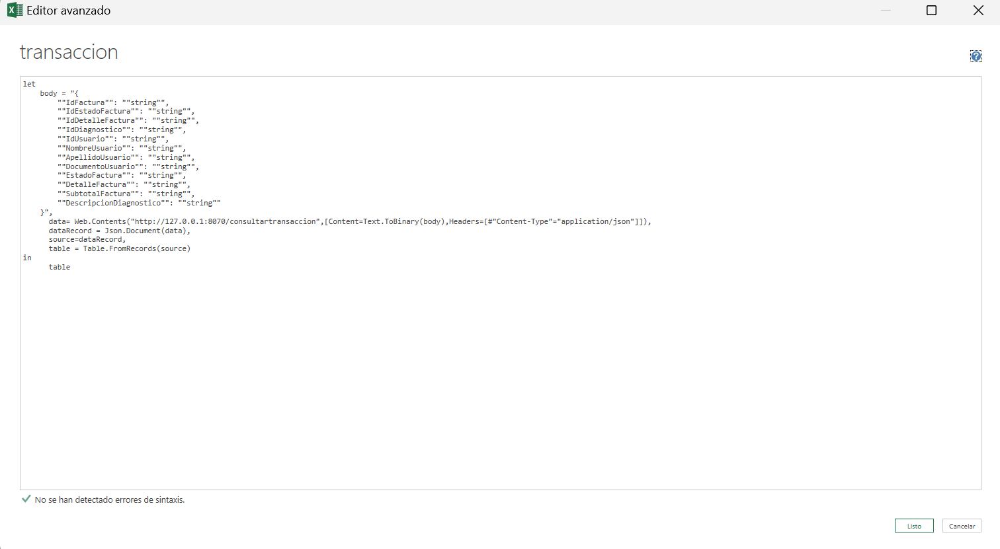 Editor avanzado
transaccion
let
    body = "{
        ""IdFactura"": ""string"",
        ""IdEstadoFactura"": ""string"",
        ""IdDetalleFactura"": ""string"",
        ""IdDiagnostico"": ""string"",
        ""IdUsuario"": ""string"",
        ""NombreUsuario"": ""string"",
        ""ApellidoUsuario"": ""string"",
        ""DocumentoUsuario"": ""string"",
        ""EstadoFactura"": ""string"",
        ""DetalleFactura"": ""string"",
        ""SubtotalFactura"": ""string"",
        ""DescripcionDiagnostico"": ""string""
    }",
      data= Web.Contents("http://127.0.0.1:8070/consultartransaccion",[Content=Text.ToBinary(body),Headers=[#"Content-Type"="application/json"]]),
      dataRecord = Json.Document(data),
      source=dataRecord,
      table = Table.FromRecords(source)
in
      table
No se han detectado errores de sintaxis.
Listo
Cancelar